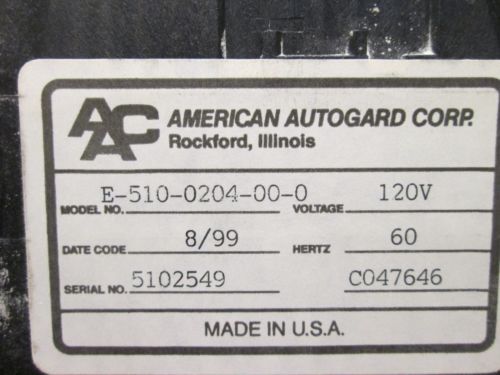 AAC AMERICAN AUTOGARD CORP.
Rockford, Illinois
MODEL NO. E-510-0204-00-0 VOLTAGE 120V
DATE CODE 8/99 HERTZ 60
SERIAL NO. 5102549 C047646
MADE IN U.S.A.